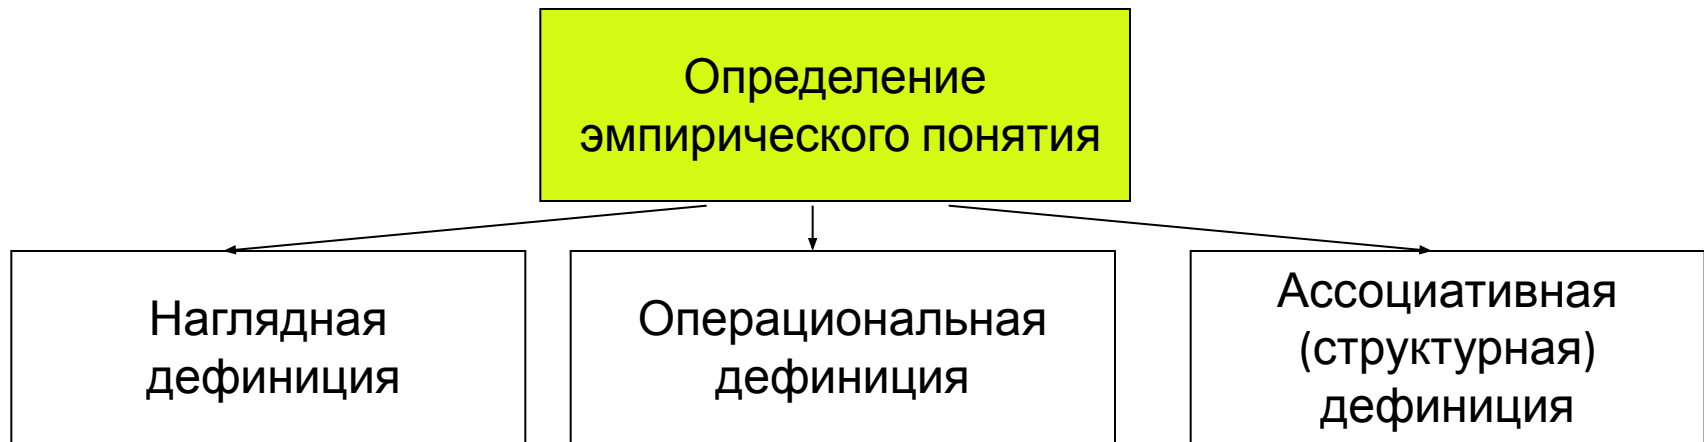 Определение
эмпирического понятия
Наглядная
дефиниция
Операциональная
дефиниция
Ассоциативная
(структурная)
дефиниция